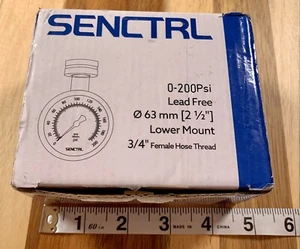 SENCTRL
0-200Psi
Lead Free
Ø 63 mm [2 ½"]
Lower Mount
3/4" Female Hose Thread
SENCTRL
1 60in 2 3 4 5 6